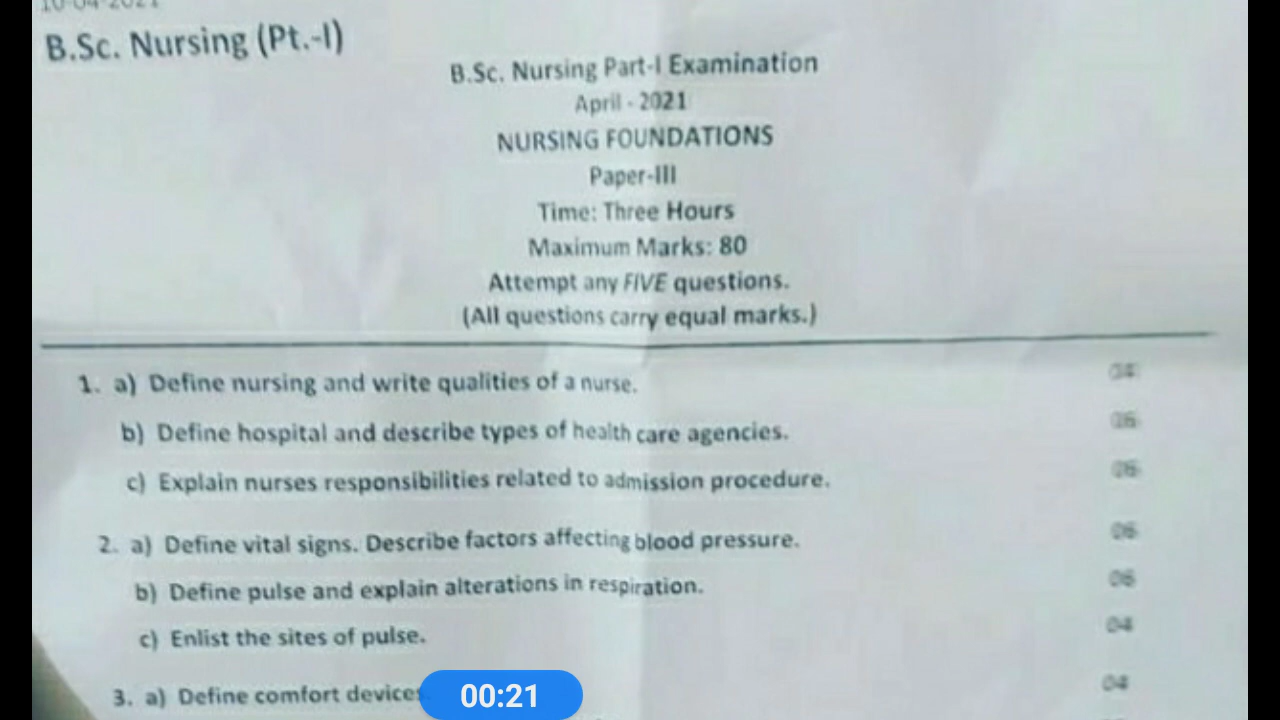 10-04-2021
B.Sc. Nursing (Pt.-I)
B.Sc. Nursing Part-I Examination
April - 2021
NURSING FOUNDATIONS
Paper-III
Time: Three Hours
Maximum Marks: 80
Attempt any FIVE questions.
(All questions carry equal marks.)
1. a) Define nursing and write qualities of a nurse. 04
b) Define hospital and describe types of health care agencies. 06
c) Explain nurses responsibilities related to admission procedure. 06
2. a) Define vital signs. Describe factors affecting blood pressure. 06
b) Define pulse and explain alterations in respiration. 06
c) Enlist the sites of pulse. 04
3. a) Define comfort devices 04
00:21